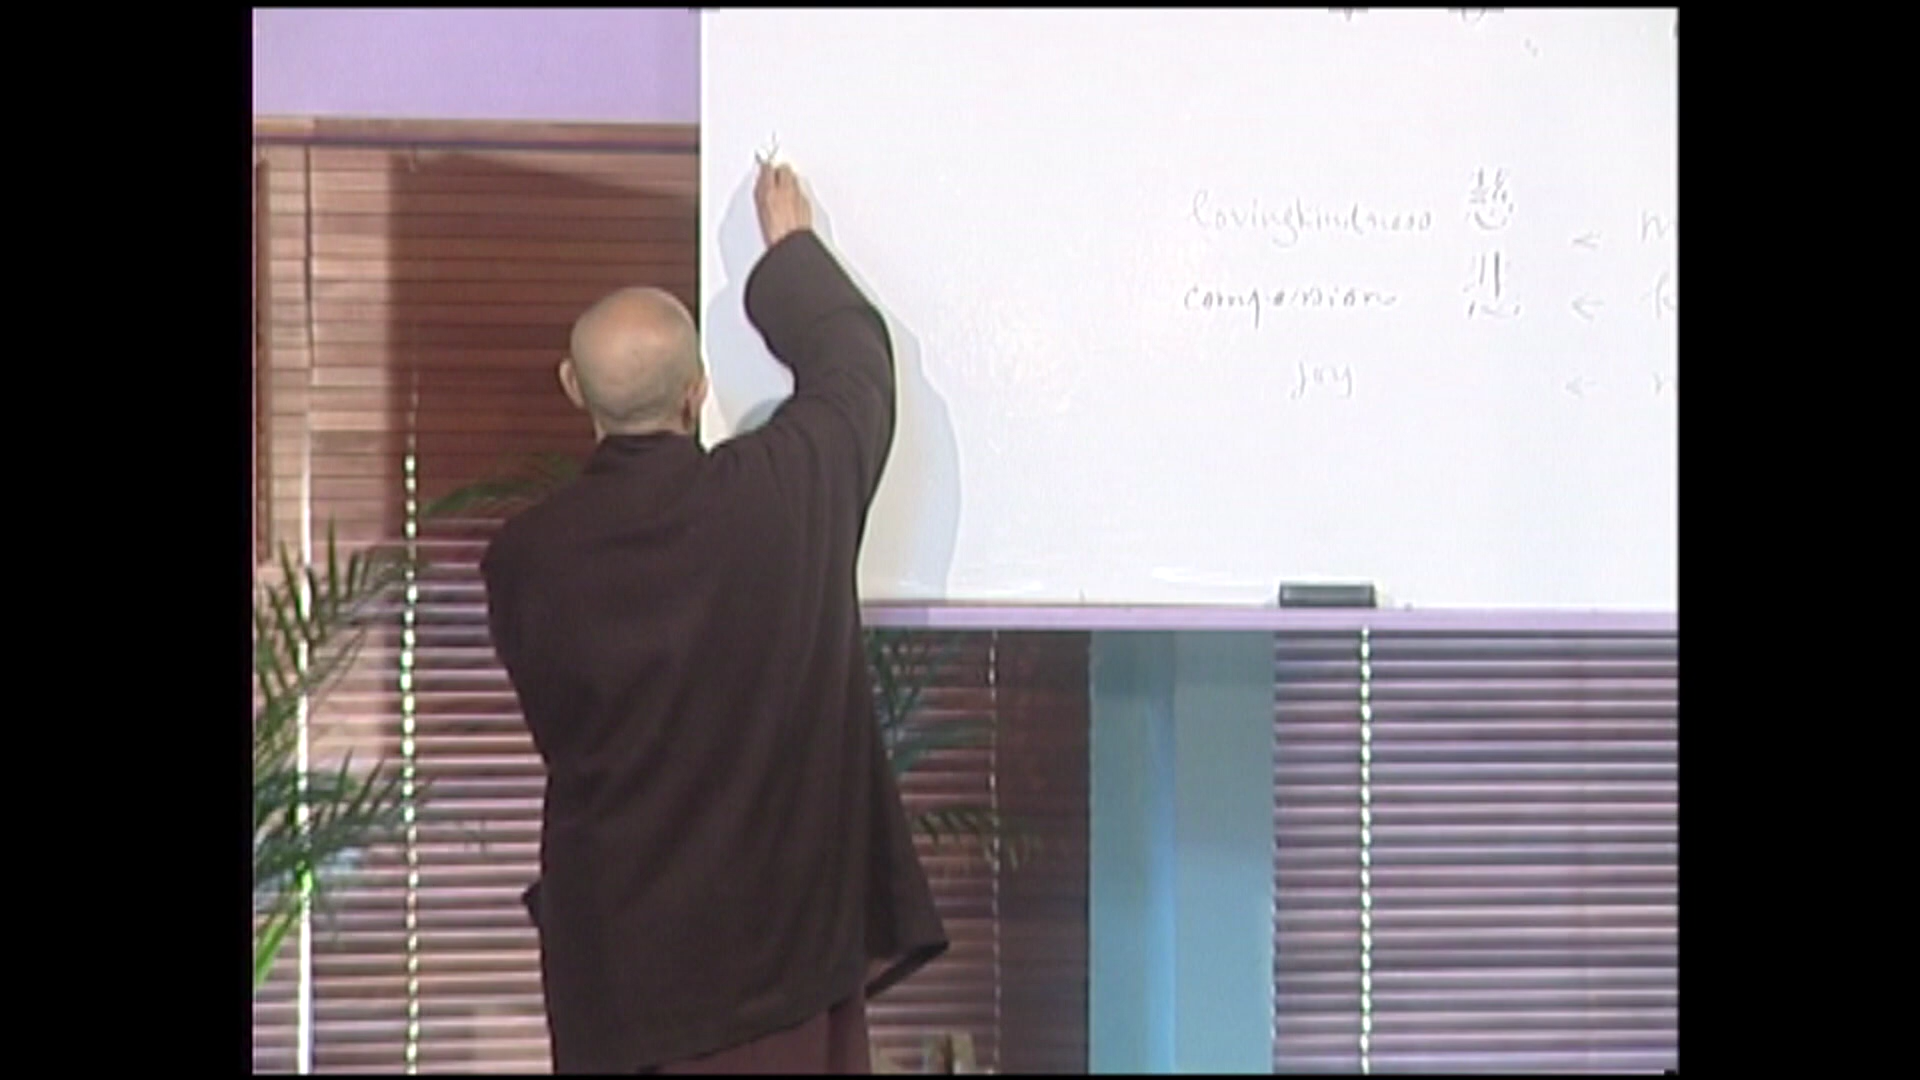 lovingkindness 慈 <
compassion 悲 <
joy <